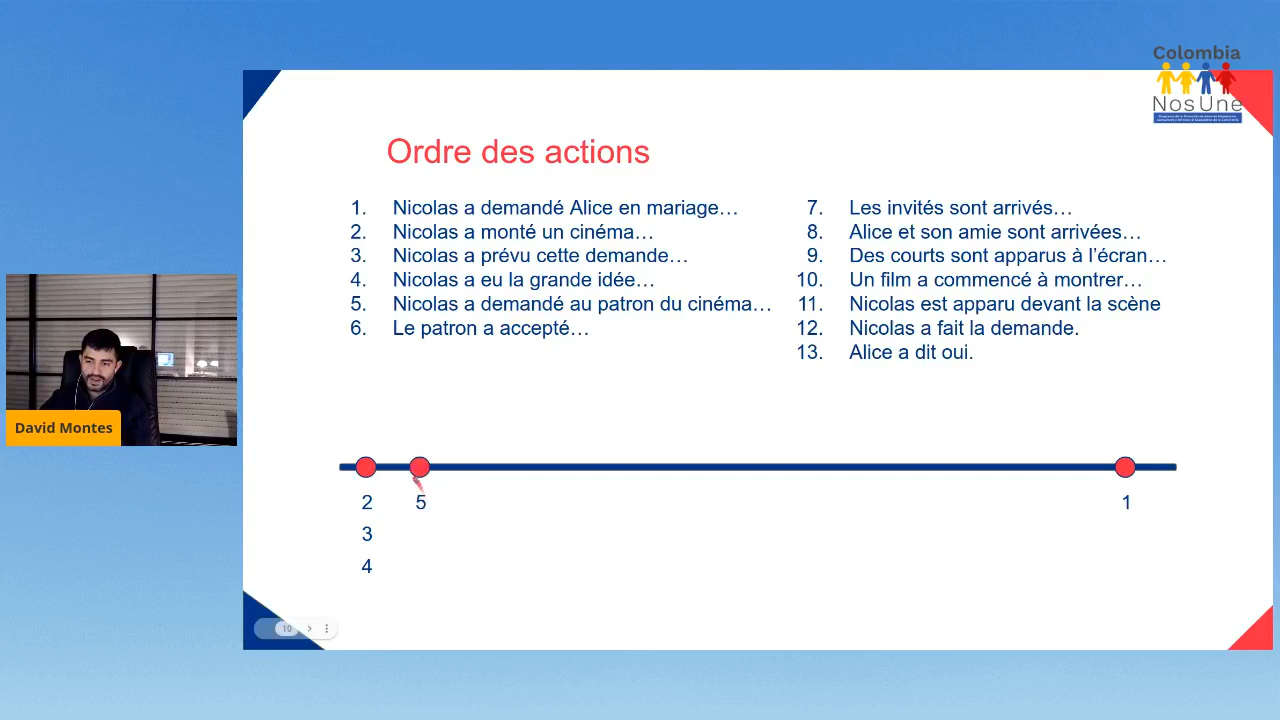 Colombia
NosUne
Ordre des actions
1. Nicolas a demandé Alice en mariage…
2. Nicolas a monté un cinéma…
3. Nicolas a prévu cette demande…
4. Nicolas a eu la grande idée…
5. Nicolas a demandé au patron du cinéma…
6. Le patron a accepté…
7. Les invités sont arrivés…
8. Alice et son amie sont arrivées…
9. Des courts sont apparus à l'écran…
10. Un film a commencé à montrer…
11. Nicolas est apparu devant la scène
12. Nicolas a fait la demande.
13. Alice a dit oui.
David Montes
2 5 1
3
4
10